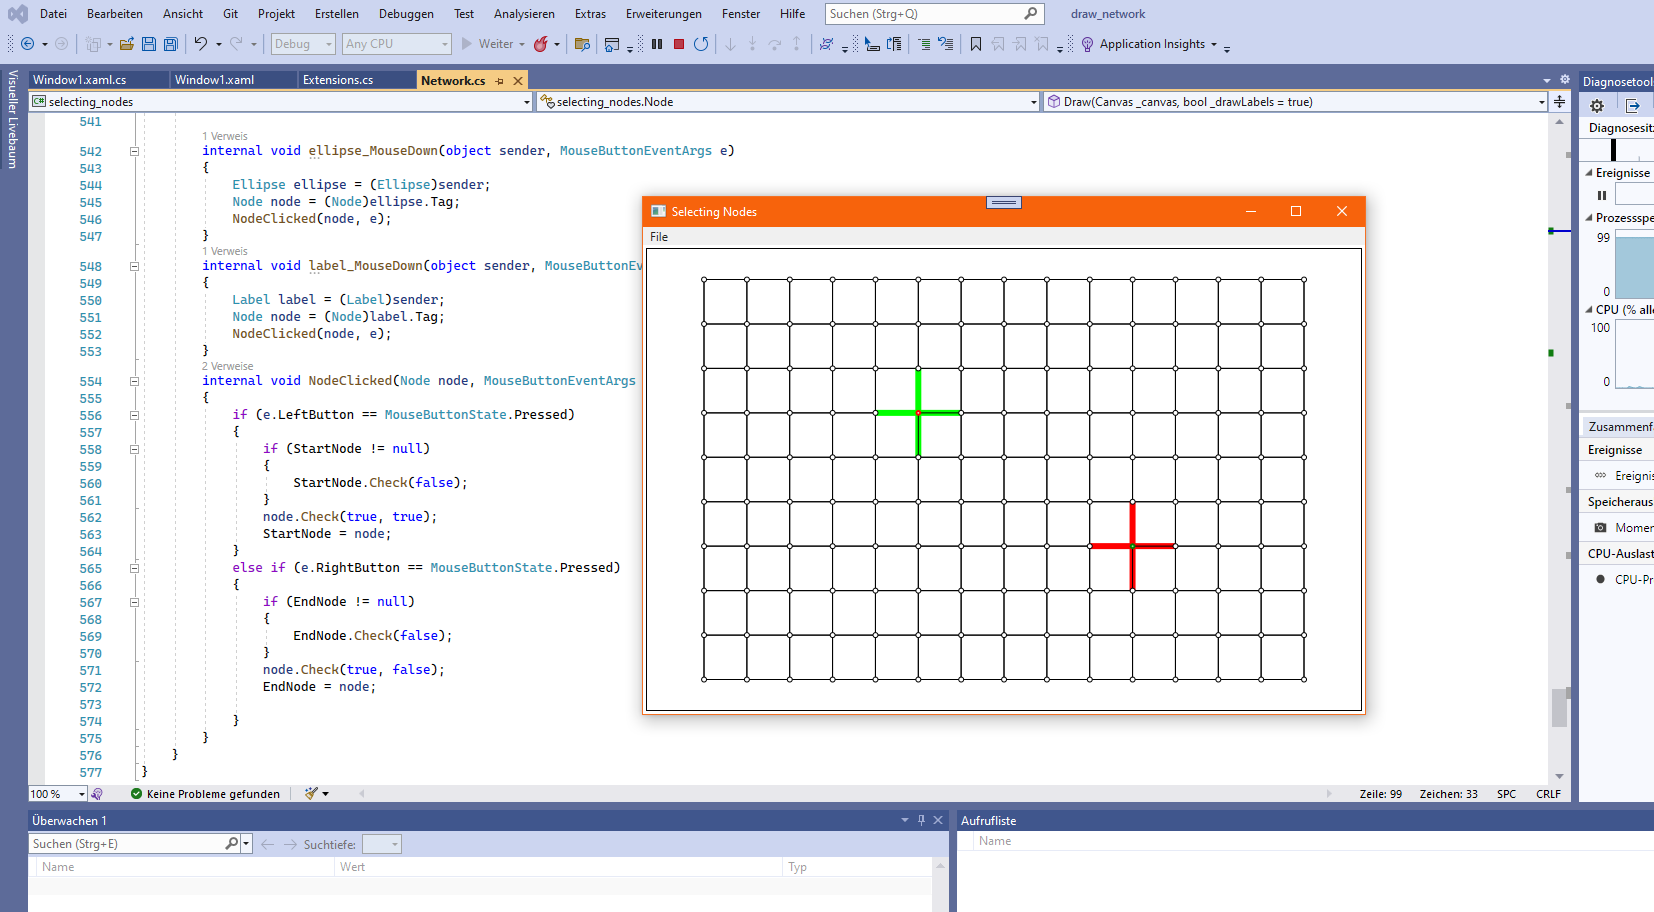 Datei Bearbeiten Ansicht Git Projekt Erstellen Debuggen Test Analysieren Extras Erweiterungen Fenster Hilfe Suchen (Strg+Q) draw_network
Debug Any CPU Weiter Application Insights
Visueller Livebaum
Window1.xaml.cs Window1.xaml Extensions.cs Network.cs
C# selecting_nodes selecting_nodes.Node Draw(Canvas _canvas, bool _drawLabels = true)
541
1 Verweis
542 internal void ellipse_MouseDown(object sender, MouseButtonEventArgs e)
543 {
544 Ellipse ellipse = (Ellipse)sender;
545 Node node = (Node)ellipse.Tag;
546 NodeClicked(node, e);
547 }
1 Verweis
548 internal void label_MouseDown(object sender, MouseButtonEv
549 {
550 Label label = (Label)sender;
551 Node node = (Node)label.Tag;
552 NodeClicked(node, e);
553 }
2 Verweise
554 internal void NodeClicked(Node node, MouseButtonEventArgs
555 {
556 if (e.LeftButton == MouseButtonState.Pressed)
557 {
558 if (StartNode != null)
559 {
560 StartNode.Check(false);
561 }
562 node.Check(true, true);
563 StartNode = node;
564 }
565 else if (e.RightButton == MouseButtonState.Pressed)
566 {
567 if (EndNode != null)
568 {
569 EndNode.Check(false);
570 }
571 node.Check(true, false);
572 EndNode = node;
573
574 }
575 }
576 }
577 }
Selecting Nodes
File
100 % Keine Probleme gefunden Zeile: 99 Zeichen: 33 SPC CRLF
Überwachen 1
Suchen (Strg+E) Suchtiefe:
Name Wert Typ
Aufrufliste
Name
Diagnosetool
Diagnosesitz
Ereignisse
Prozessspe
99
0
CPU (% alle
100
0
Zusammenfa
Ereignisse
Ereignis
Speicheraus
Momen
CPU-Auslast
CPU-Pr